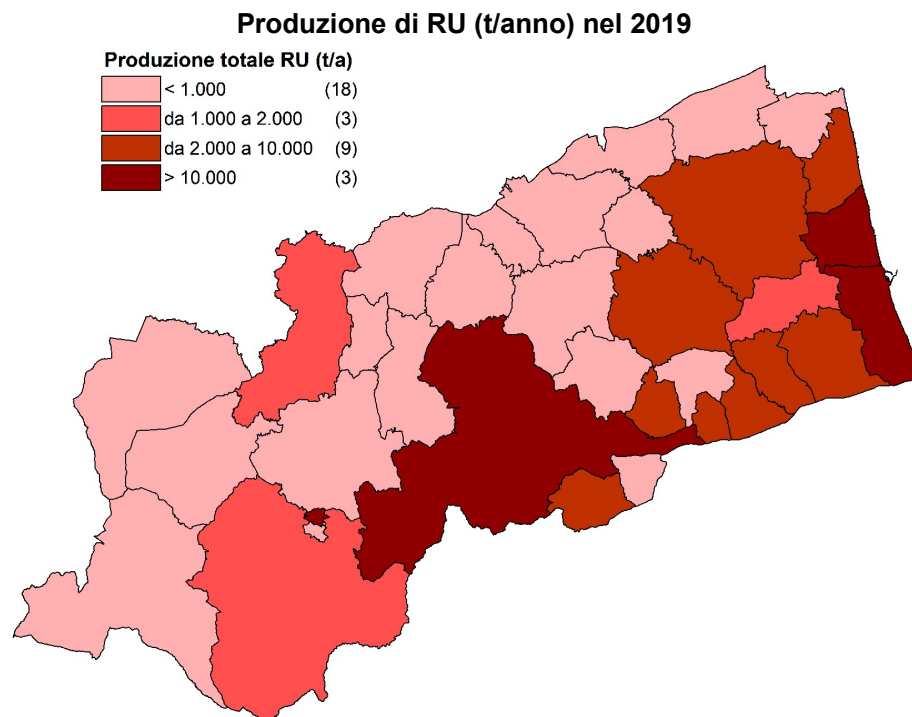 Produzione di RU (t/anno) nel 2019
Produzione totale RU (t/a)
< 1.000 (18)
da 1.000 a 2.000 (3)
da 2.000 a 10.000 (9)
> 10.000 (3)